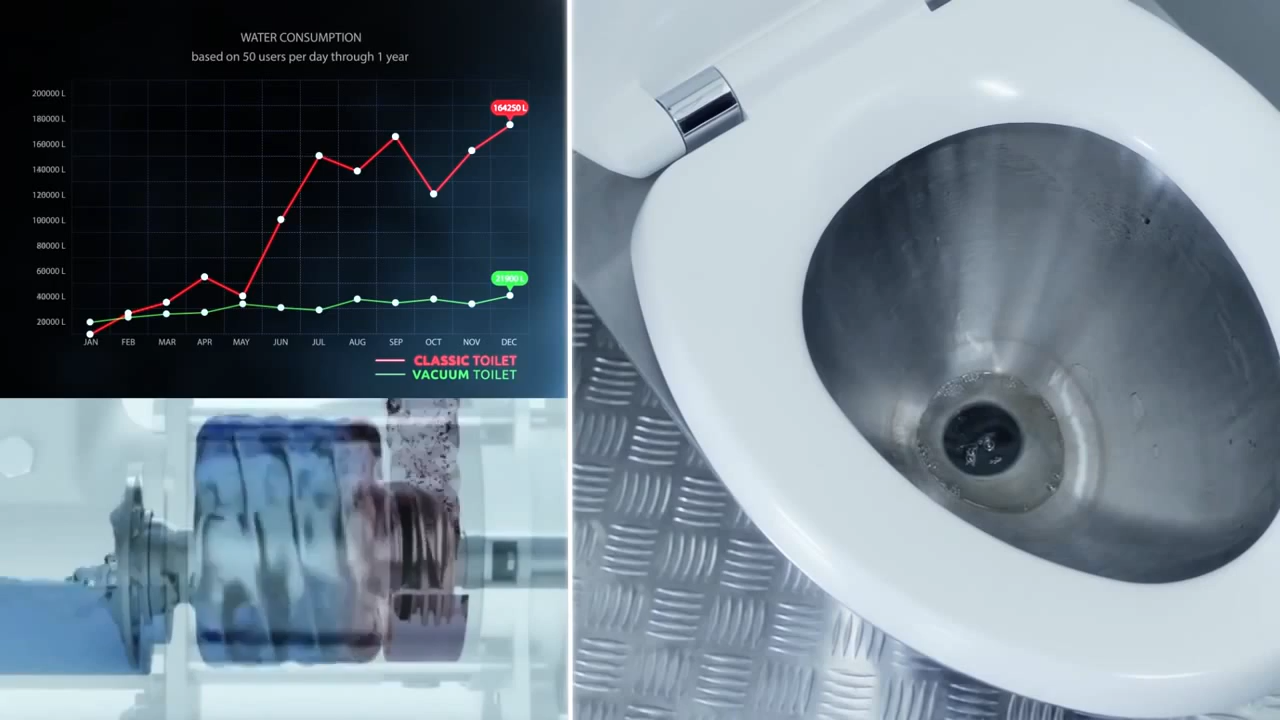 WATER CONSUMPTION
based on 50 users per day through 1 year
200000 L
180000 L
160000 L
140000 L
120000 L
100000 L
80000 L
60000 L
40000 L
20000 L
164250 L
21900 L
JAN FEB MAR APR MAY JUN JUL AUG SEP OCT NOV DEC
CLASSIC TOILET
VACUUM TOILET